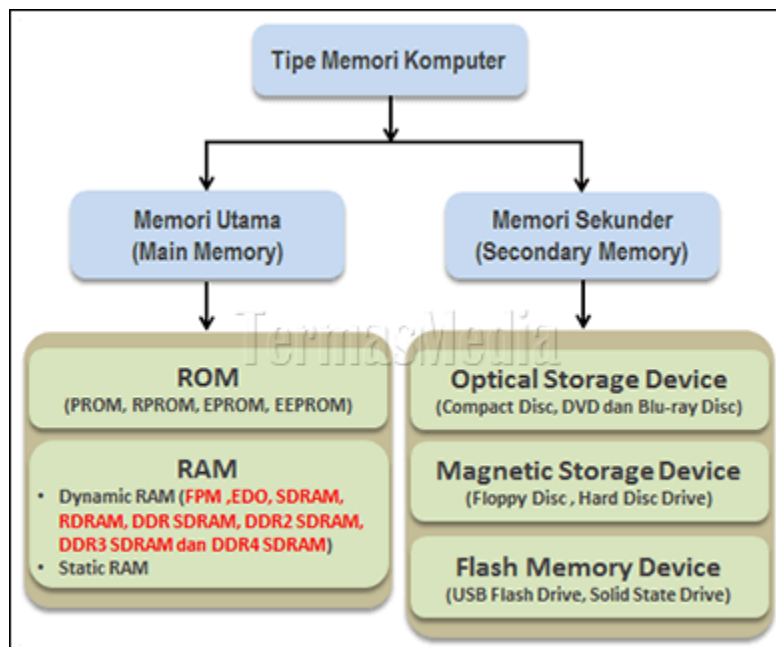 Tipe Memori Komputer
Memori Utama
(Main Memory)
Memori Sekunder
(Secondary Memory)
TermasMedia
ROM
(PROM, RPROM, EPROM, EEPROM)
RAM
• Dynamic RAM (FPM ,EDO, SDRAM,
RDRAM, DDR SDRAM, DDR2 SDRAM,
DDR3 SDRAM dan DDR4 SDRAM)
• Static RAM
Optical Storage Device
(Compact Disc, DVD dan Blu-ray Disc)
Magnetic Storage Device
(Floppy Disc , Hard Disc Drive)
Flash Memory Device
(USB Flash Drive, Solid State Drive)